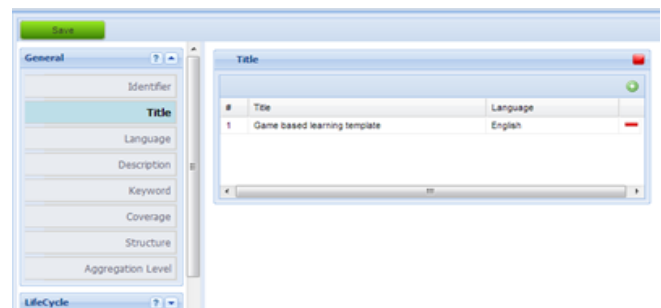 Save
General ?
Identifier
Title
Language
Description
Keyword
Coverage
Structure
Aggregation Level
LifeCycle ?
Title
# Title Language
1 Game based learning template English